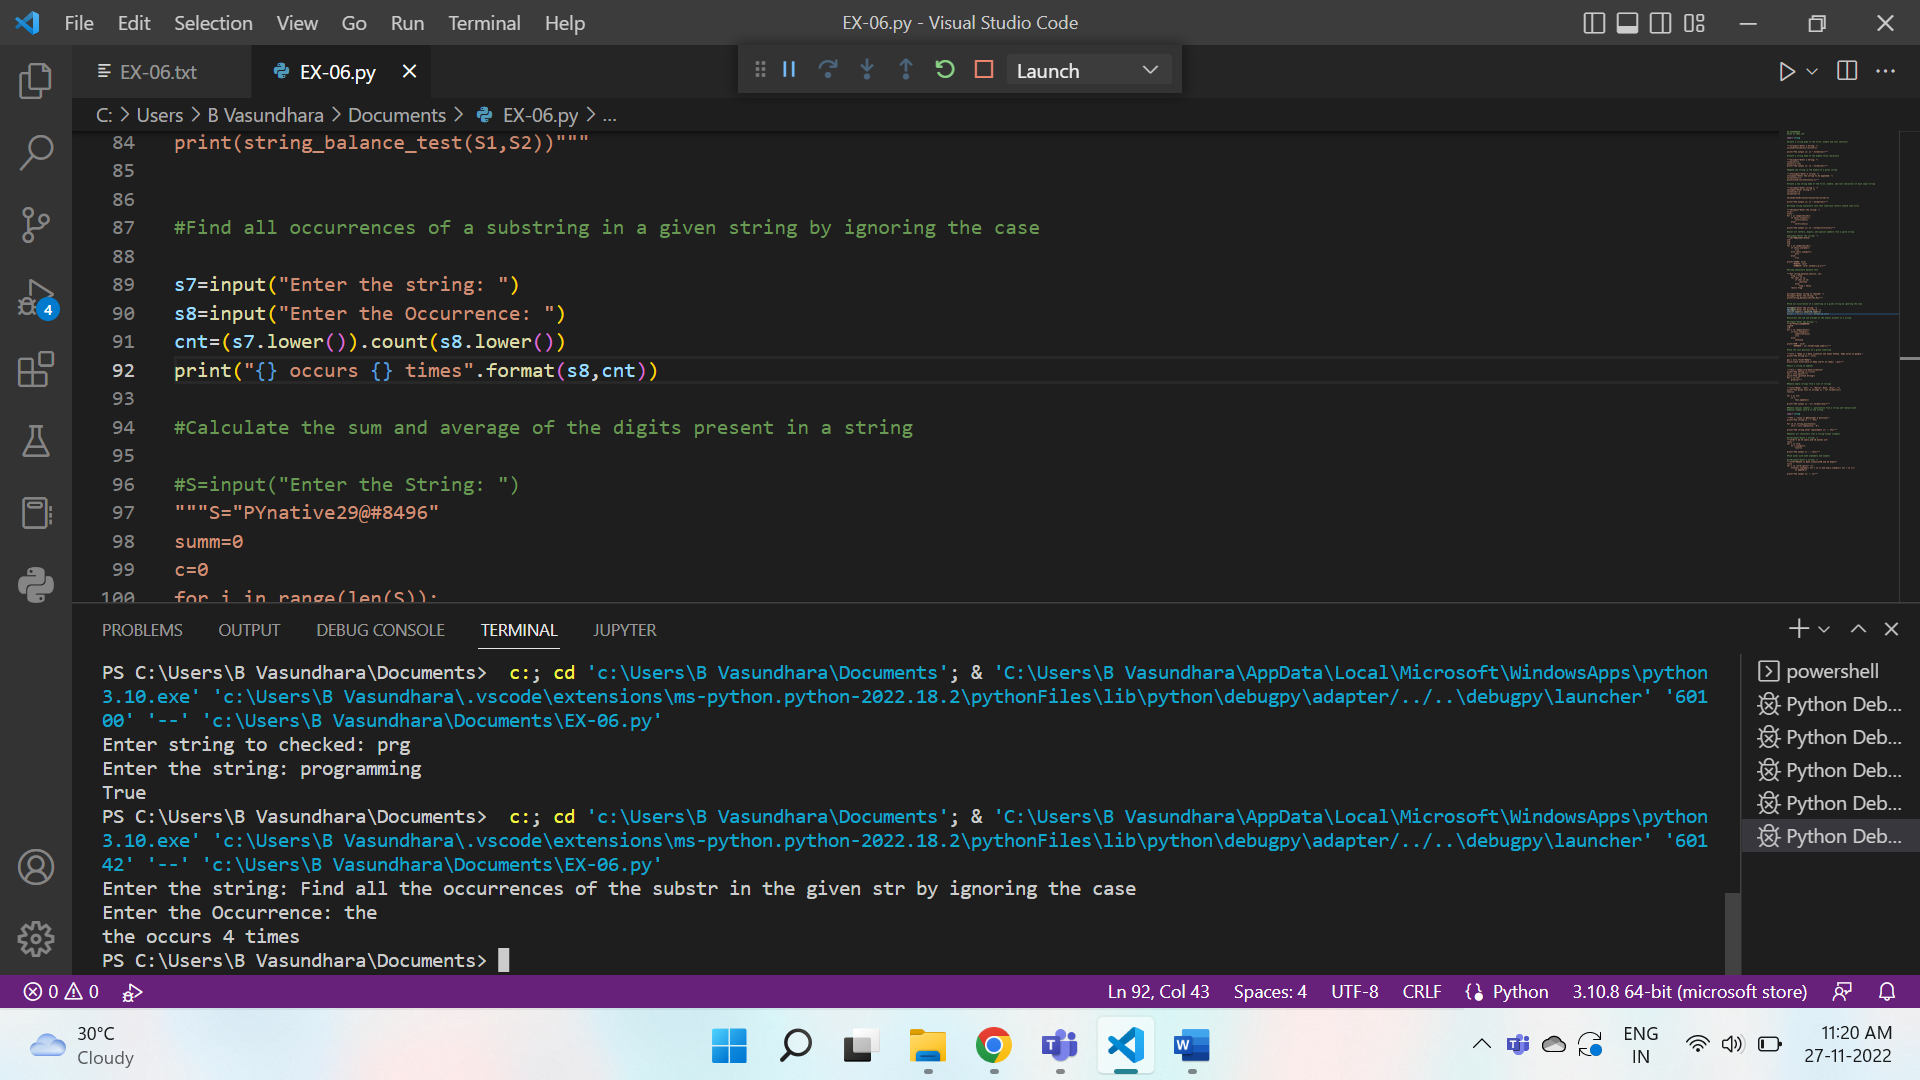 File Edit Selection View Go Run Terminal Help
EX-06.py - Visual Studio Code
EX-06.txt
EX-06.py
Launch
C: > Users > B Vasundhara > Documents > EX-06.py > ...
84 print(string_balance_test(S1,S2))"""
85
86
87 #Find all occurrences of a substring in a given string by ignoring the case
88
89 s7=input("Enter the string: ")
90 s8=input("Enter the Occurrence: ")
91 cnt=(s7.lower()).count(s8.lower())
92 print("{} occurs {} times".format(s8,cnt))
93
94 #Calculate the sum and average of the digits present in a string
95
96 #S=input("Enter the String: ")
97 """S="PYnative29@#8496"
98 summ=0
99 c=0
100 for i in range(len(S)):
4
PROBLEMS OUTPUT DEBUG CONSOLE TERMINAL JUPYTER
PS C:\Users\B Vasundhara\Documents>  c:; cd 'c:\Users\B Vasundhara\Documents'; & 'C:\Users\B Vasundhara\AppData\Local\Microsoft\WindowsApps\python
3.10.exe' 'c:\Users\B Vasundhara\.vscode\extensions\ms-python.python-2022.18.2\pythonFiles\lib\python\debugpy\adapter/../..\debugpy\launcher' '601
00' '--' 'c:\Users\B Vasundhara\Documents\EX-06.py'
Enter string to checked: prg
Enter the string: programming
True
PS C:\Users\B Vasundhara\Documents>  c:; cd 'c:\Users\B Vasundhara\Documents'; & 'C:\Users\B Vasundhara\AppData\Local\Microsoft\WindowsApps\python
3.10.exe' 'c:\Users\B Vasundhara\.vscode\extensions\ms-python.python-2022.18.2\pythonFiles\lib\python\debugpy\adapter/../..\debugpy\launcher' '601
42' '--' 'c:\Users\B Vasundhara\Documents\EX-06.py'
Enter the string: Find all the occurrences of the substr in the given str by ignoring the case
Enter the Occurrence: the
the occurs 4 times
PS C:\Users\B Vasundhara\Documents>
powershell
Python Deb...
Python Deb...
Python Deb...
Python Deb...
Python Deb...
0 0
Ln 92, Col 43 Spaces: 4 UTF-8 CRLF Python 3.10.8 64-bit (microsoft store)
30°C
Cloudy
ENG
IN
11:20 AM
27-11-2022